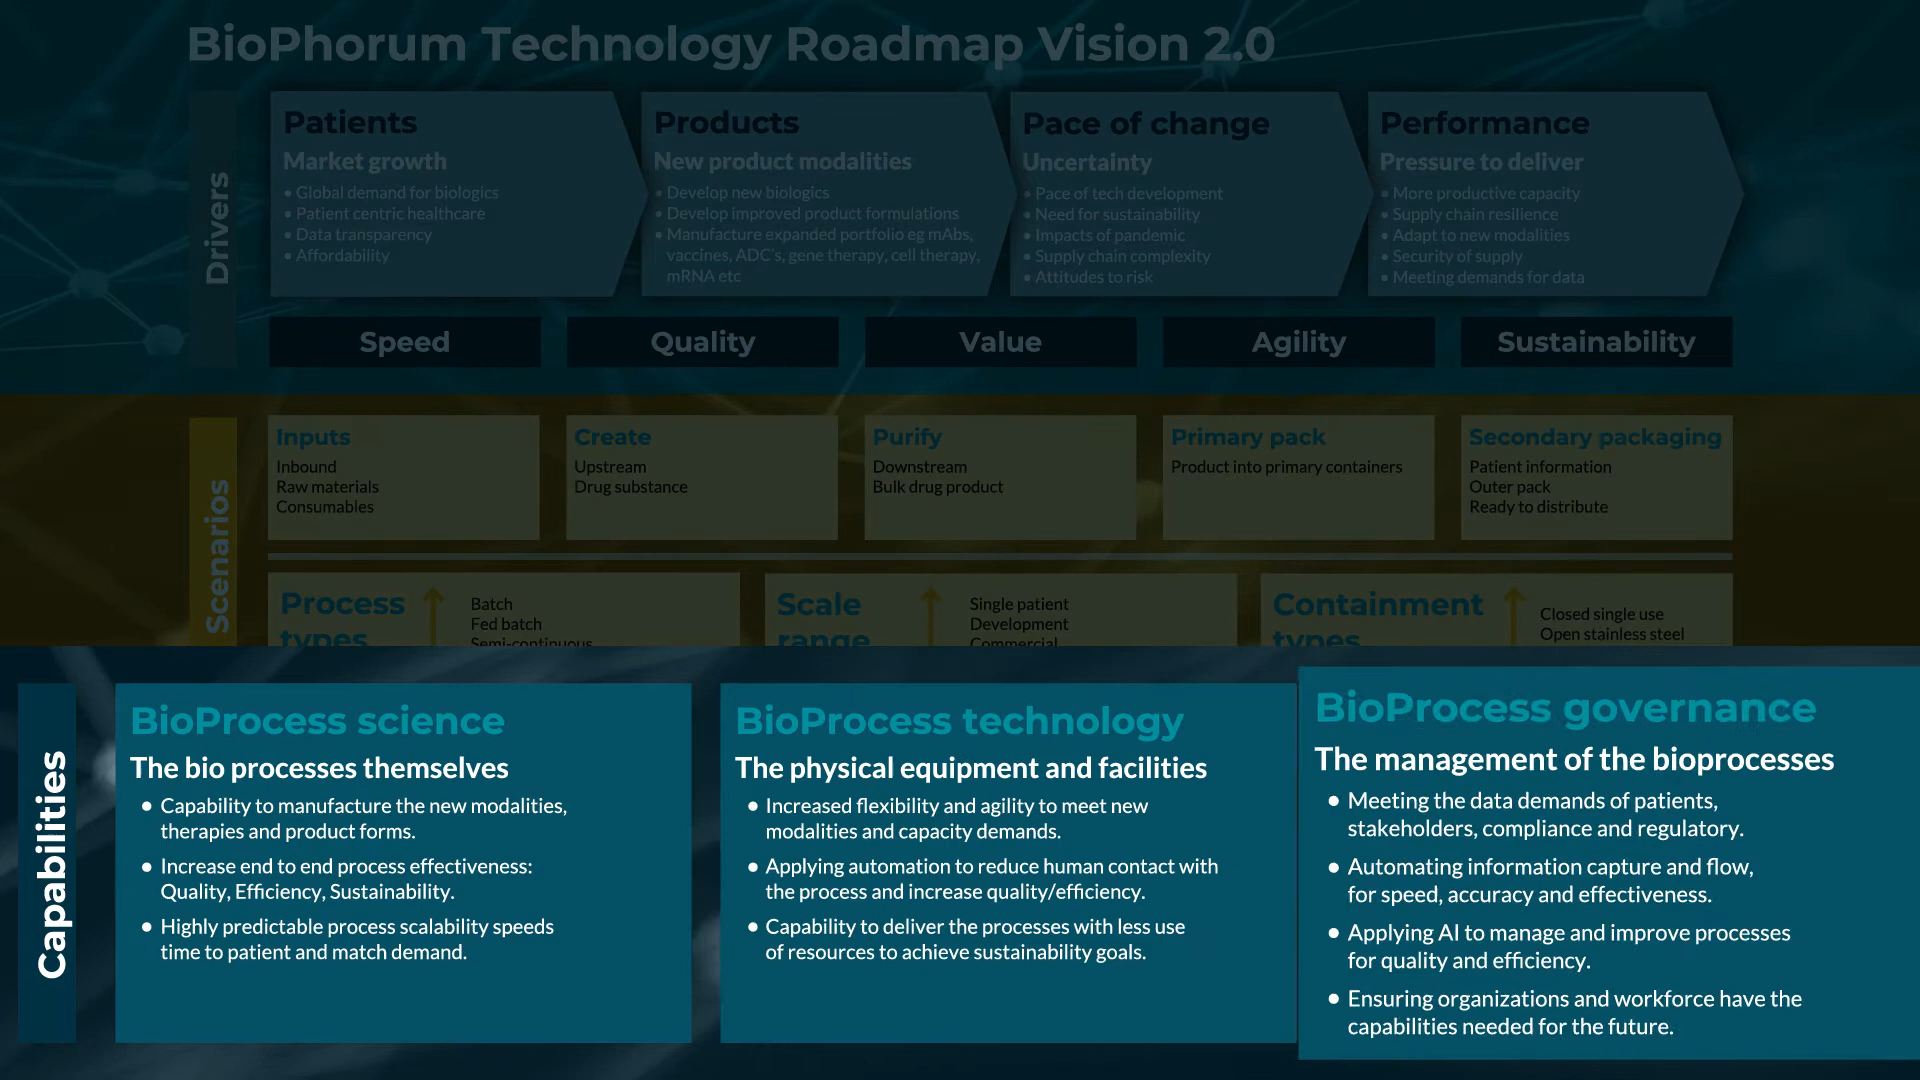 BioPhorum Technology Roadmap Vision 2.0
Drivers
Patients
Market growth
• Global demand for biologics
• Patient centric healthcare
• Data transparency
• Affordability
Products
New product modalities
• Develop new biologics
• Develop improved product formulations
• Manufacture expanded portfolio eg mAbs,
vaccines, ADC's, gene therapy, cell therapy,
mRNA etc
Pace of change
Uncertainty
• Pace of tech development
• Need for sustainability
• Impacts of pandemic
• Supply chain complexity
• Attitudes to risk
Performance
Pressure to deliver
• More productive capacity
• Supply chain resilience
• Adapt to new modalities
• Security of supply
• Meeting demands for data
Speed
Quality
Value
Agility
Sustainability
Scenarios
Inputs
Inbound
Raw materials
Consumables
Create
Upstream
Drug substance
Purify
Downstream
Bulk drug product
Primary pack
Product into primary containers
Secondary packaging
Patient information
Outer pack
Ready to distribute
Process
types
Batch
Fed batch
Semi-continuous
Scale
range
Single patient
Development
Commercial
Containment
types
Closed single use
Open stainless steel
Capabilities
BioProcess science
The bio processes themselves
• Capability to manufacture the new modalities,
therapies and product forms.
• Increase end to end process effectiveness:
Quality, Efficiency, Sustainability.
• Highly predictable process scalability speeds
time to patient and match demand.
BioProcess technology
The physical equipment and facilities
• Increased flexibility and agility to meet new
modalities and capacity demands.
• Applying automation to reduce human contact with
the process and increase quality/efficiency.
• Capability to deliver the processes with less use
of resources to achieve sustainability goals.
BioProcess governance
The management of the bioprocesses
• Meeting the data demands of patients,
stakeholders, compliance and regulatory.
• Automating information capture and flow,
for speed, accuracy and effectiveness.
• Applying AI to manage and improve processes
for quality and efficiency.
• Ensuring organizations and workforce have the
capabilities needed for the future.